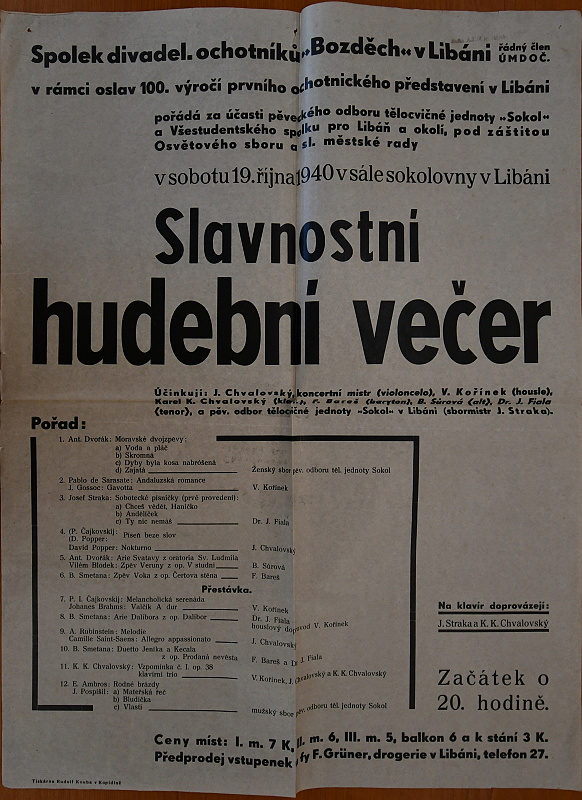 Spolek divadel. ochotníků „Bozděch“ v Libáni řádný člen ÚMDOČ.
v rámci oslav 100. výročí prvního ochotnického představení v Libáni
pořádá za účasti pěveckého odboru tělocvičné jednoty „Sokol“
a Všestudentského spolku pro Libáň a okolí, pod záštitou
Osvětového sboru a sl. městské rady
v sobotu 19. října 1940 v sále sokolovny v Libáni
Slavnostní
hudební večer
Účinkují: J. Chvalovský, koncertní mistr (violoncelo), V. Kořínek (housle),
Karel K. Chvalovský F. Bareš (baryton), B. Súrová (alt), Dr. J. Fiala
(tenor), a pěv. odbor tělocvičné jednoty „Sokol“ v Libáni (sbormistr J. Straka).
Pořad:
1. Ant. Dvořák: Moravské dvojzpěvy:
a) Voda a pláč
b) Skromná
c) Dyby byla kosa nabróšená
d) Zajatá Ženský sbor pěv. odboru těl. jednoty Sokol
2. Pablo de Sarasate: Andaluzská romance
J. Gossoc: Gavotta V. Kořínek
3. Josef Straka: Sobotecké písničky (prvé provedení):
a) Chceš vědět, Haničko
b) Andělíček
c) Ty nic nemáš Dr. J. Fiala
4. (P. Čajkovskij: Píseň beze slov
(D. Popper:
David Popper: Nokturno J. Chvalovský
5. Ant. Dvořák: Arie Svatavy z oratoria Sv. Ludmila
Vilém Blodek: Zpěv Veruny z op. V studni B. Súrová
6. B. Smetana: Zpěv Voka z op. Čertova stěna F. Bareš
Přestávka.
7. P. I. Čajkovskij: Melancholická serenáda
Johanes Brahms: Valčík A dur V. Kořínek
8. B. Smetana: Arie Dalibora z op. Dalibor Dr. J. Fiala
houslový doprovod V. Kořínek
9. A. Rubinstein: Melodie
Camille Saint-Saens: Allegro appassionato J. Chvalovský
10. B. Smetana: Duetto Jeníka a Kecala
z op. Prodaná nevěsta F. Bareš a Dr. J. Fiala
11. K. K. Chvalovský: Vzpomínka č. 1. op. 38
klavírní trio V. Kořínek, J. Chvalovský a K. K. Chvalovský
12. E. Ambros: Rodné brázdy
J. Pospíšil: a) Mateřská řeč
b) Bludička
c) Vlasti mužský sbor pěv. odboru těl. jednoty Sokol
Na klavír doprovázejí:
J. Straka a K. K. Chvalovský
Začátek o
20. hodině.
Ceny míst: I. m. 7 K, II. m. 6, III. m. 5, balkon 6 a k stání 3 K.
Předprodej vstupenek fy F. Grüner, drogerie v Libáni, telefon 27.
Tiskárna Rudolf Kouba v Kopidlně